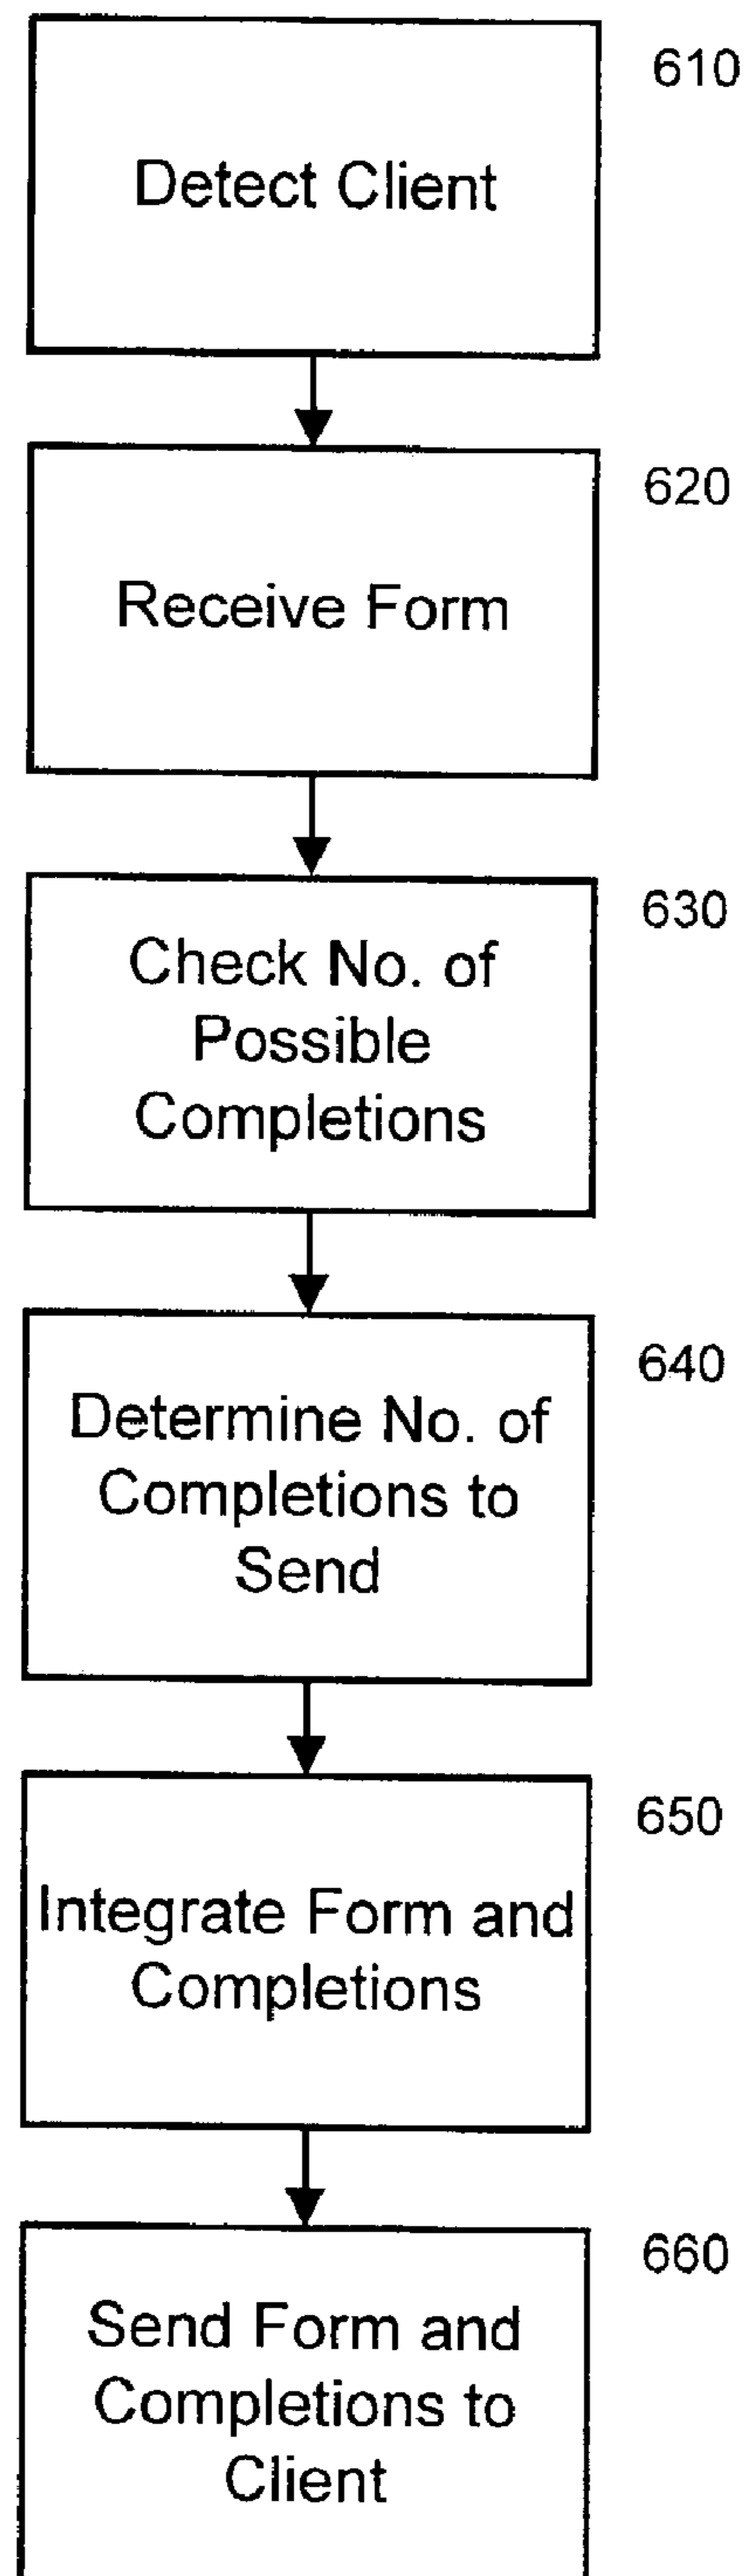 610
Detect Client
620
Receive Form
630
Check No. of
Possible
Completions
640
Determine No. of
Completions to
Send
650
Integrate Form and
Completions
660
Send Form and
Completions to
Client